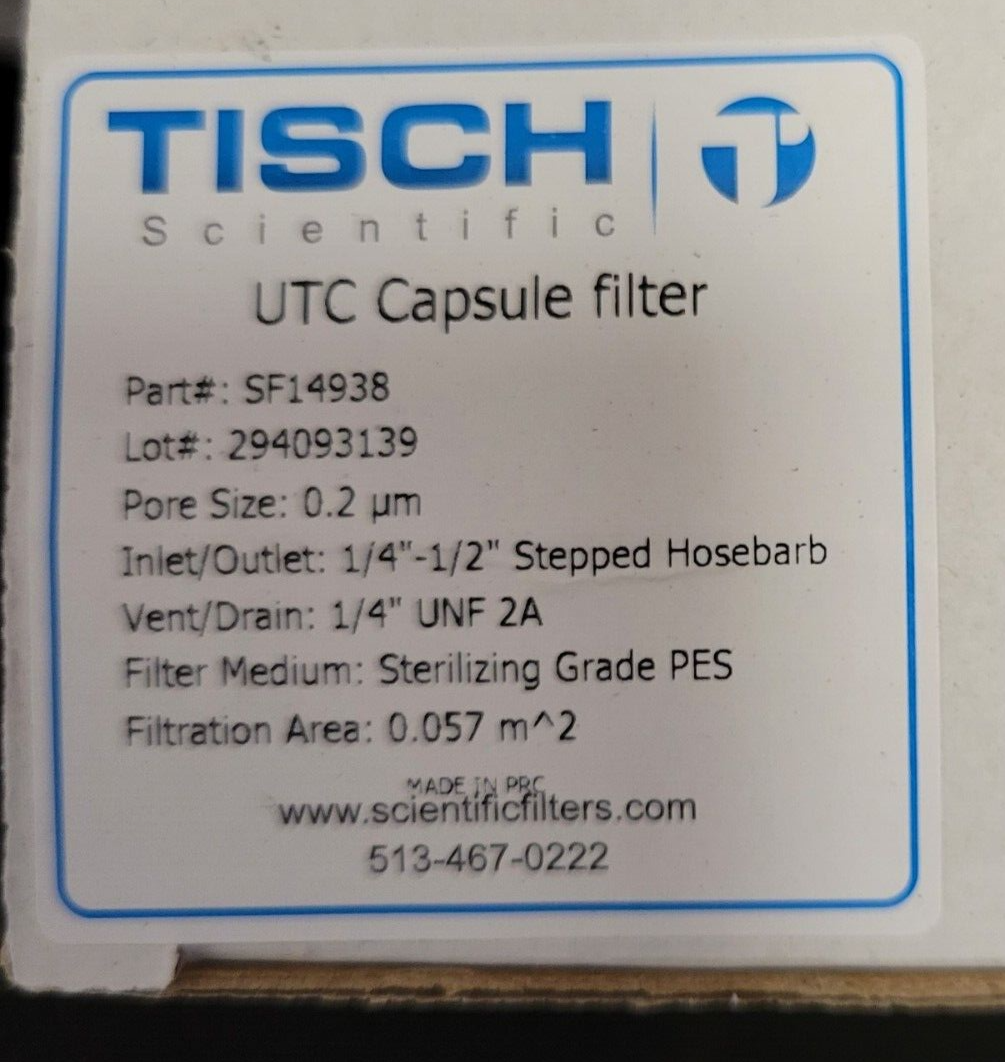 TISCH
Scientific
UTC Capsule filter
Part#: SF14938
Lot#: 294093139
Pore Size: 0.2 µm
Inlet/Outlet: 1/4"-1/2" Stepped Hosebarb
Vent/Drain: 1/4" UNF 2A
Filter Medium: Sterilizing Grade PES
Filtration Area: 0.057 m^2
MADE IN PRC
www.scientificfilters.com
513-467-0222